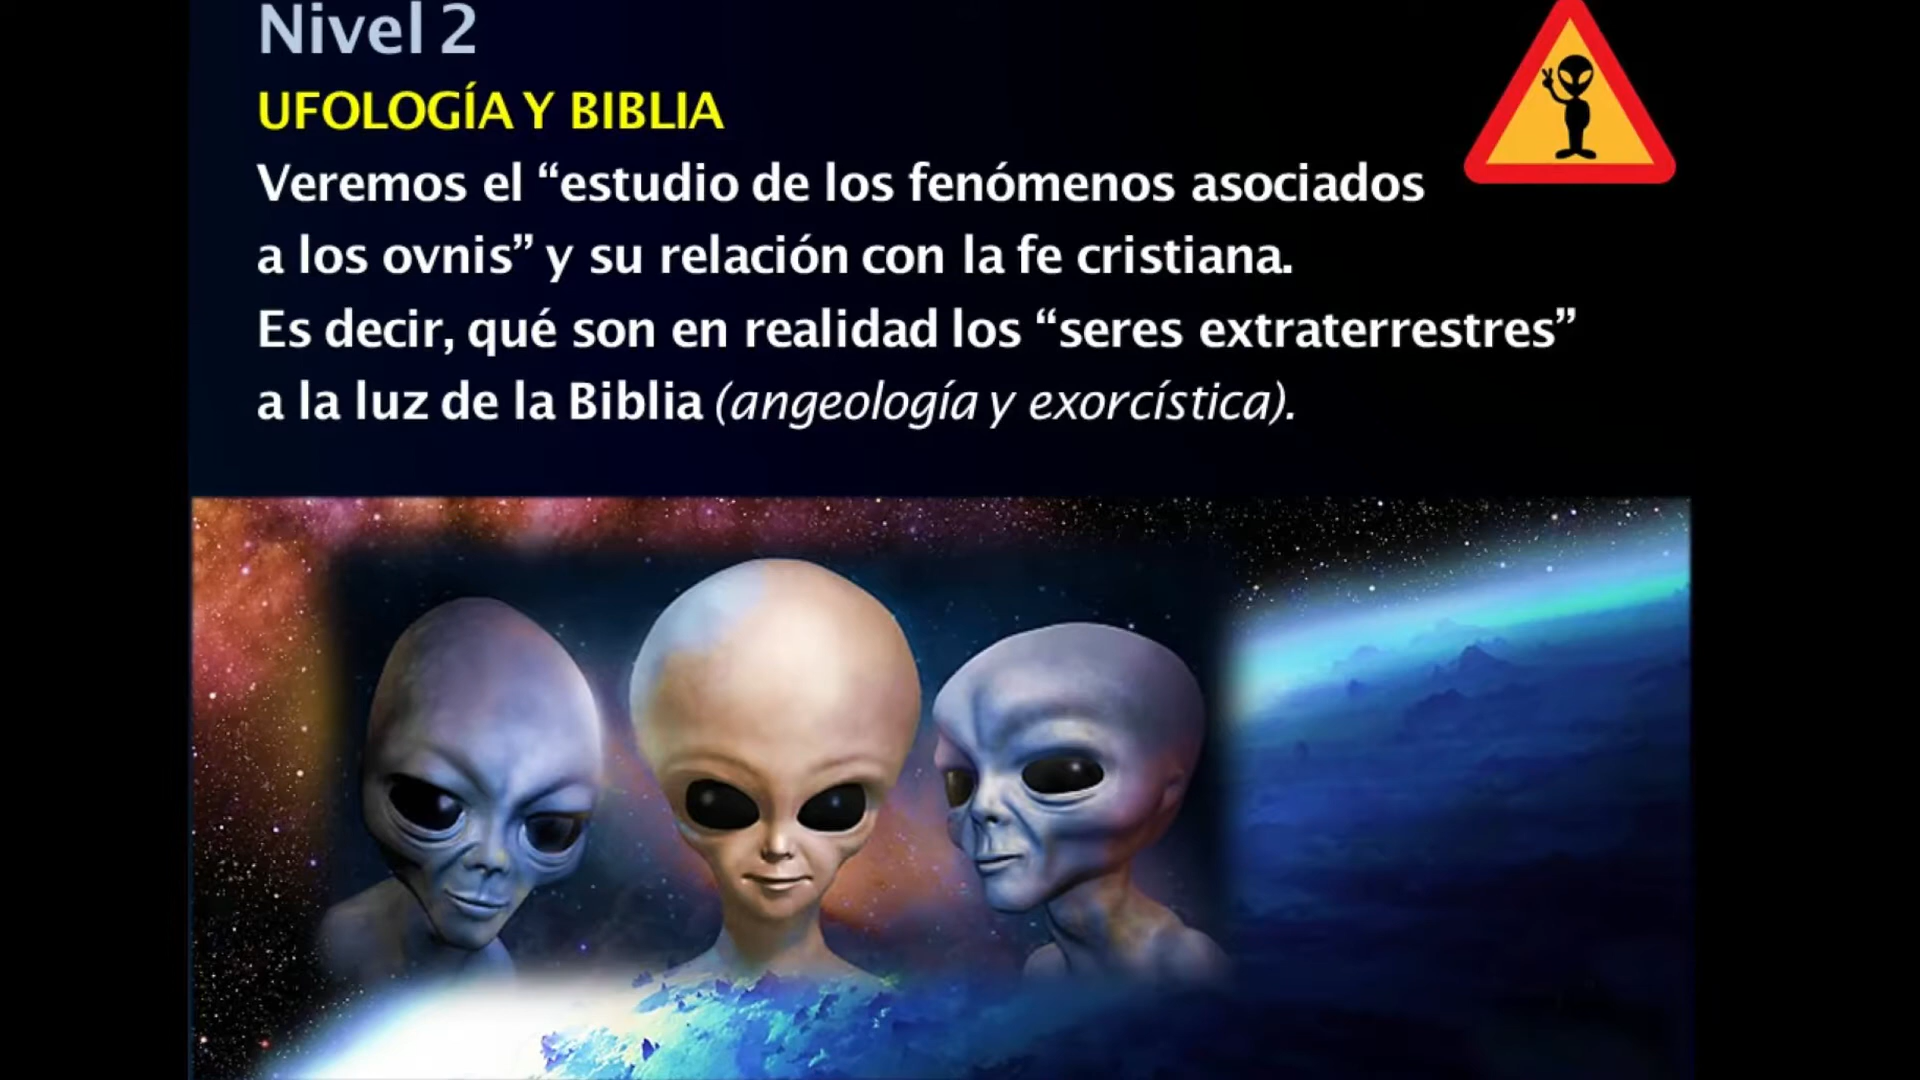 Nivel 2
UFOLOGÍA Y BIBLIA
Veremos el “estudio de los fenómenos asociados
a los ovnis” y su relación con la fe cristiana.
Es decir, qué son en realidad los “seres extraterrestres”
a la luz de la Biblia (angeología y exorcística).